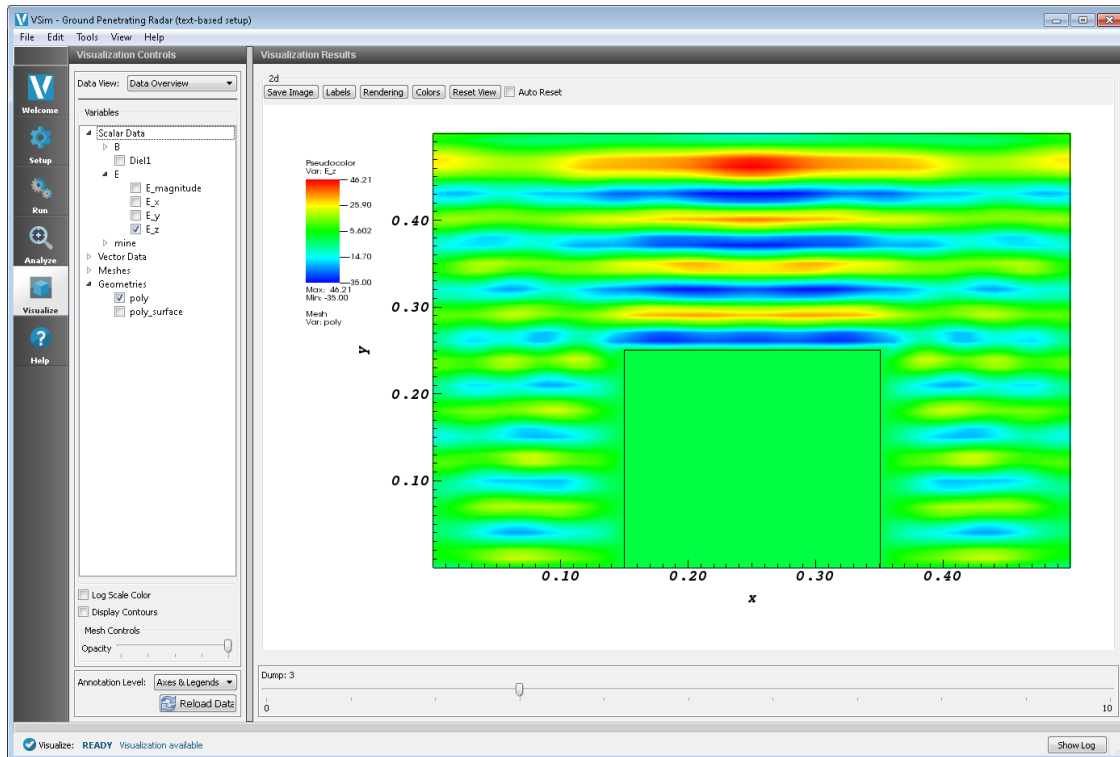 VSim - Ground Penetrating Radar (text-based setup)
File Edit Tools View Help
Visualization Controls
Visualization Results
Welcome
Setup
Run
Analyze
Visualize
Help
Data View: Data Overview
Variables
Scalar Data
B
Diel1
E
E_magnitude
E_x
E_y
E_z
mine
Vector Data
Meshes
Geometries
poly
poly_surface
Log Scale Color
Display Contours
Mesh Controls
Opacity
Annotation Level: Axes & Legends
Reload Data
2d
Save Image Labels Rendering Colors Reset View Auto Reset
Pseudocolor
Var: E_z
46.21
25.90
5.602
-14.70
-35.00
Max: 46.21
Min: -35.00
Mesh
Var: poly
0.40
0.30
0.20
0.10
y
0.10 0.20 0.30 0.40
x
Dump: 3
0 10
Visualize: READY Visualization available
Show Log